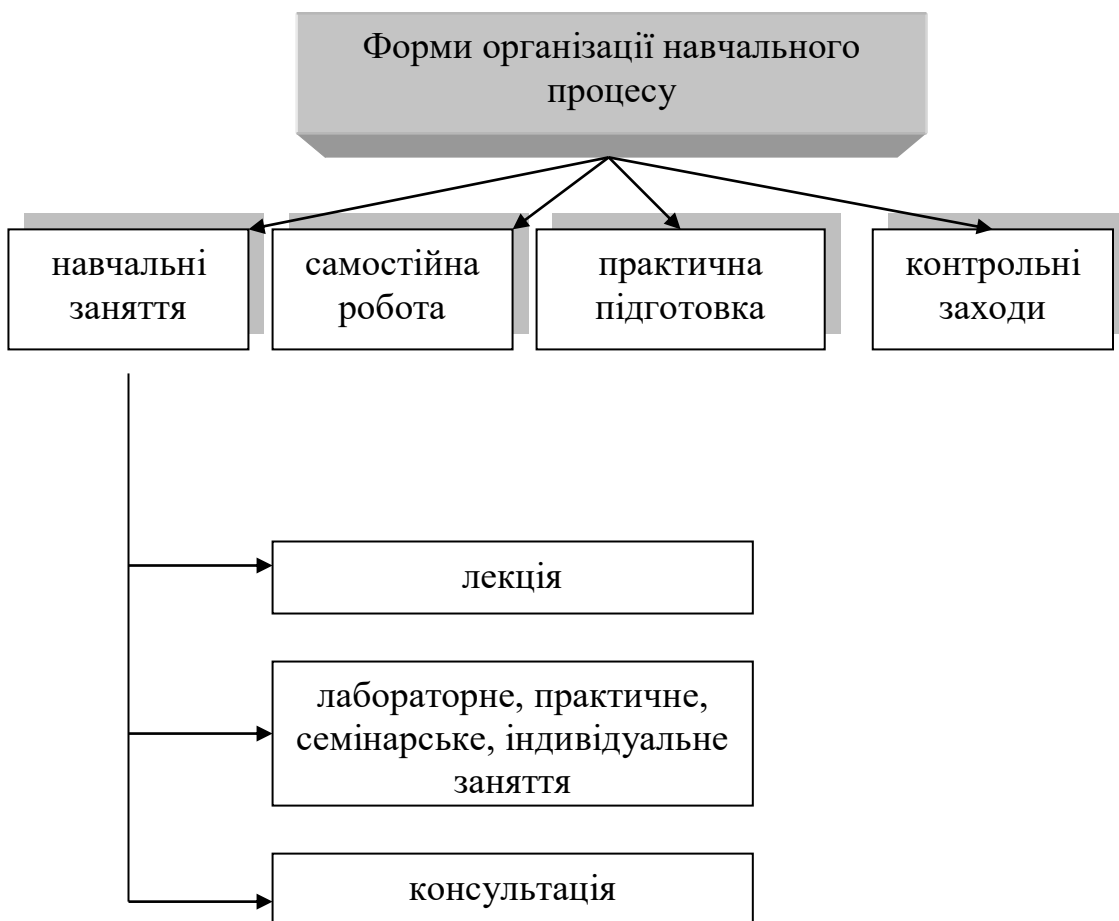 Форми організації навчального
процесу
навчальні
заняття
самостійна
робота
практична
підготовка
контрольні
заходи
лекція
лабораторне, практичне,
семінарське, індивідуальне
заняття
консультація